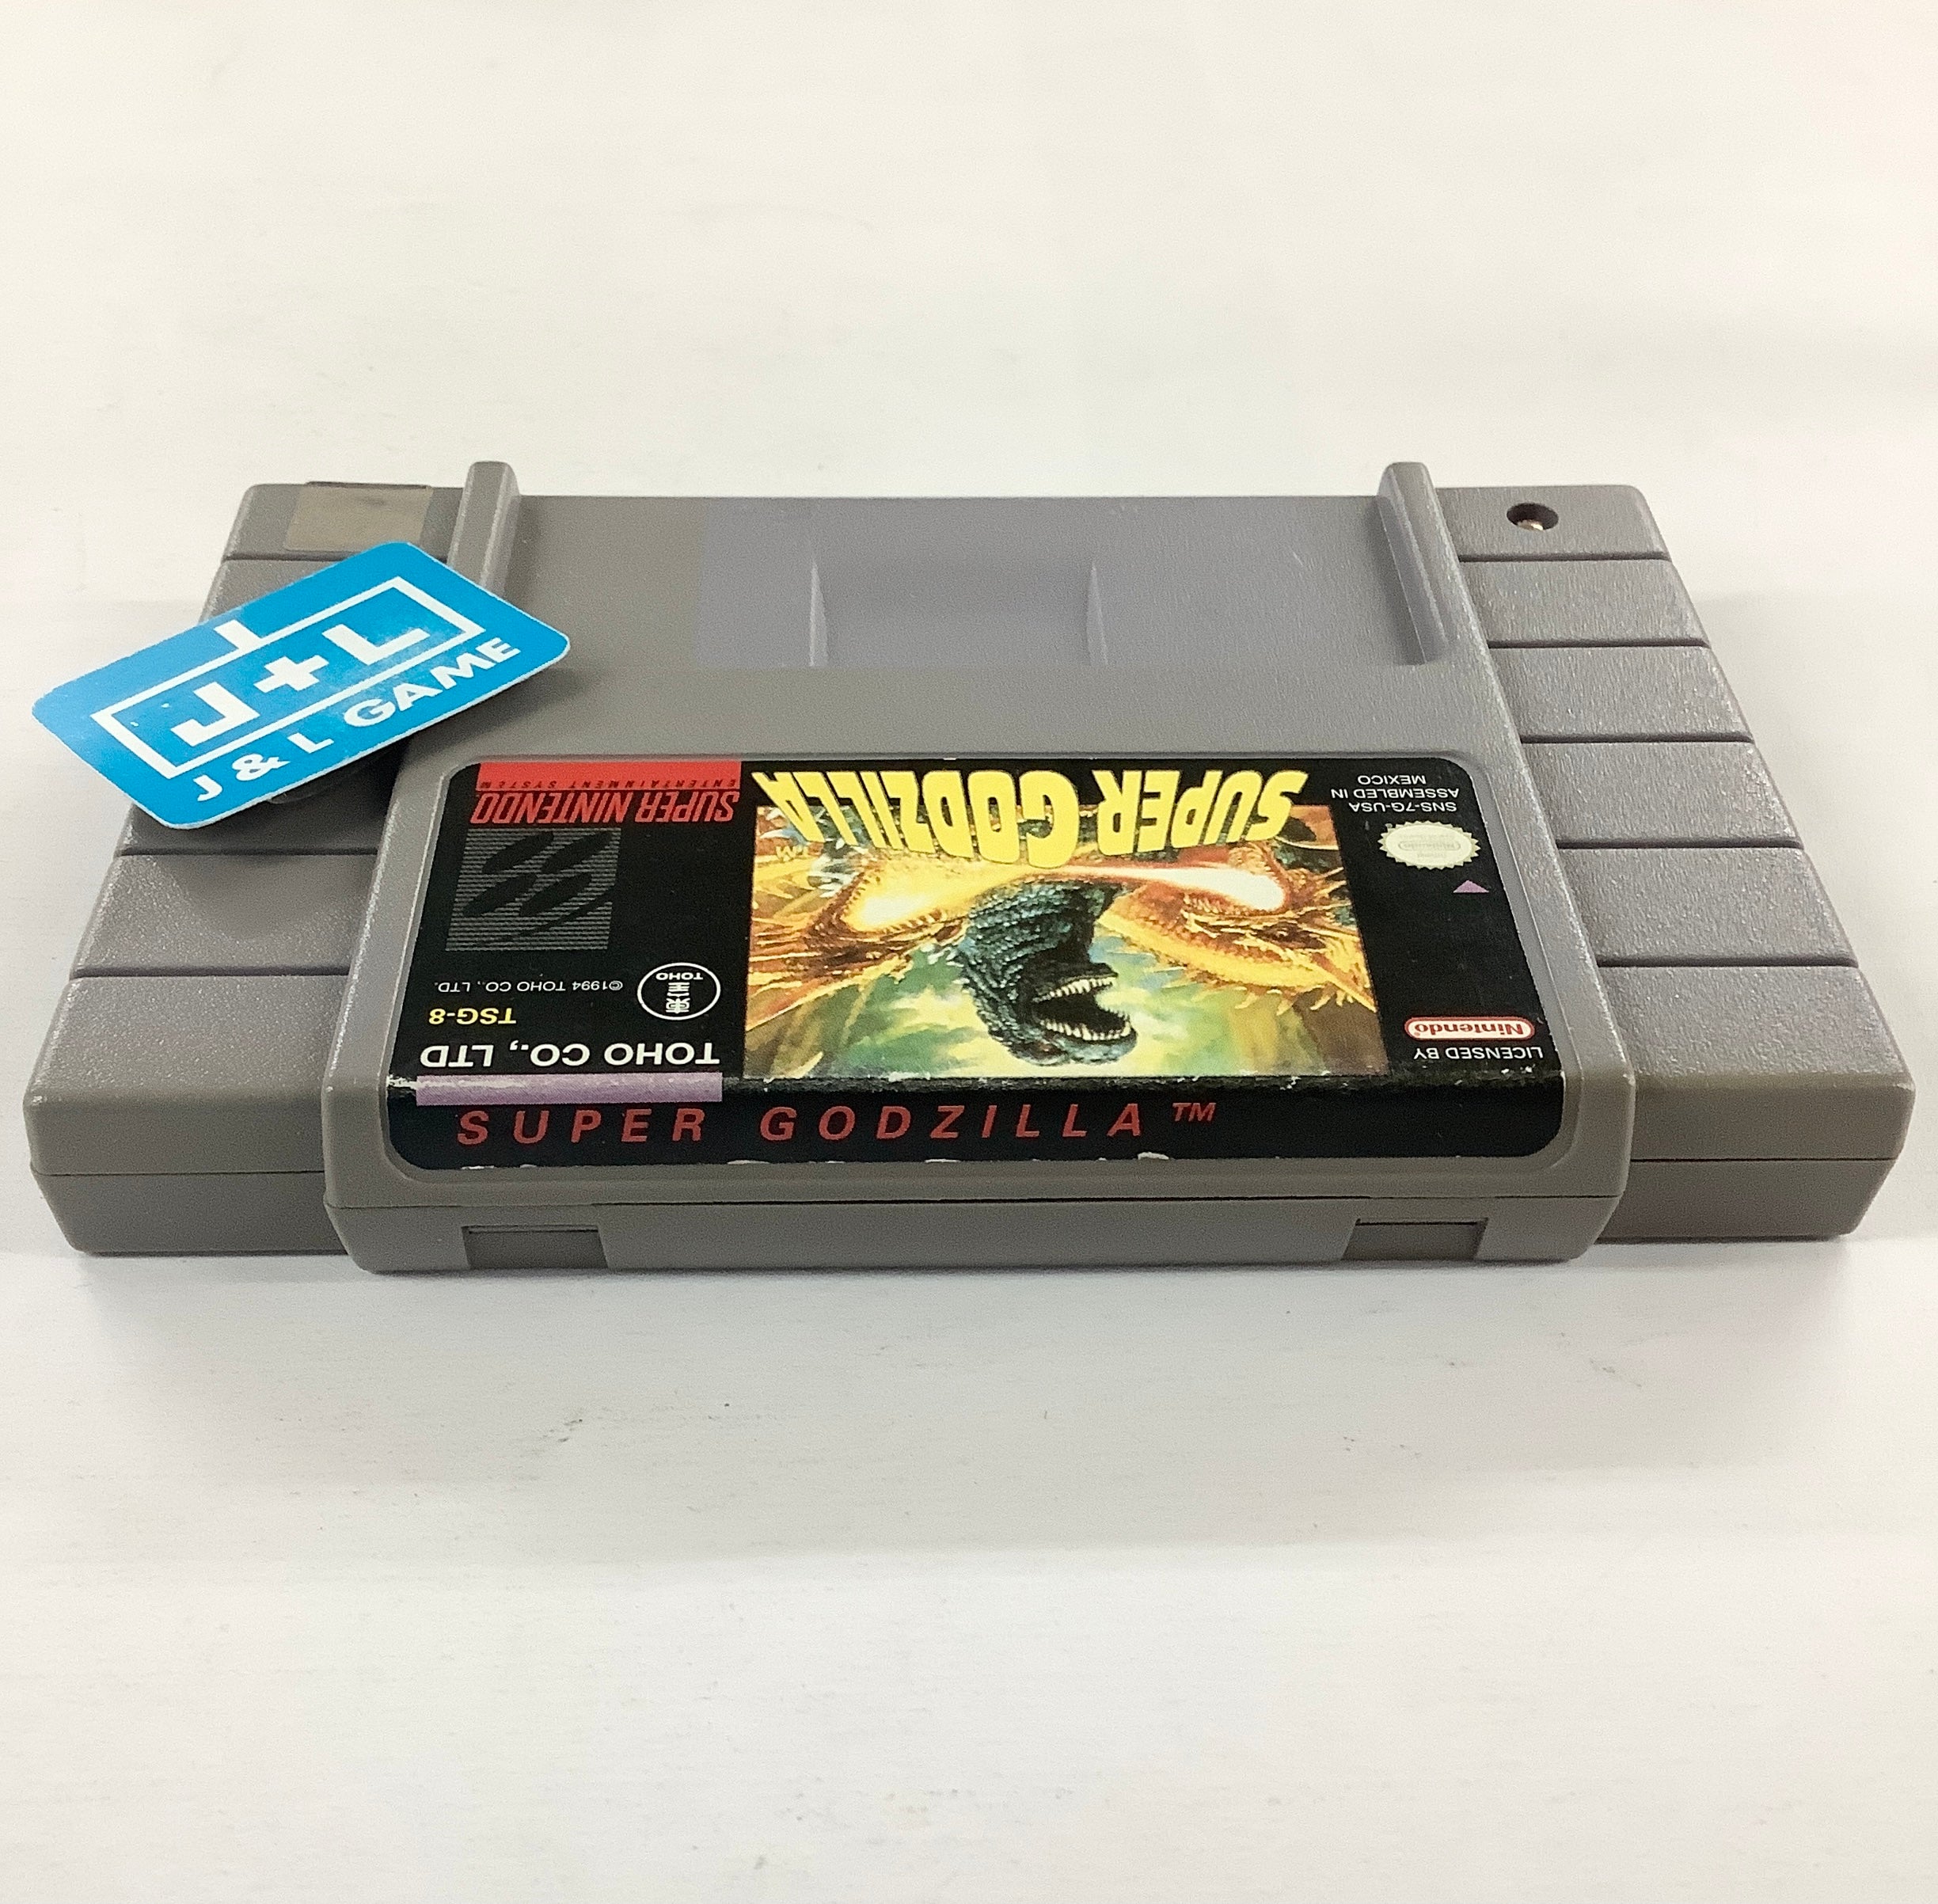 J+L
J & L GAME
SUPER GODZILLA™
TOHO CO., LTD
TSG-8
TOHO
©1994 TOHO CO., LTD.
SUPER NINTENDO
ENTERTAINMENT SYSTEM
SUPER GODZILLA
TM
LICENSED BY
Nintendo
SNS-7G-USA
ASSEMBLED IN
MEXICO